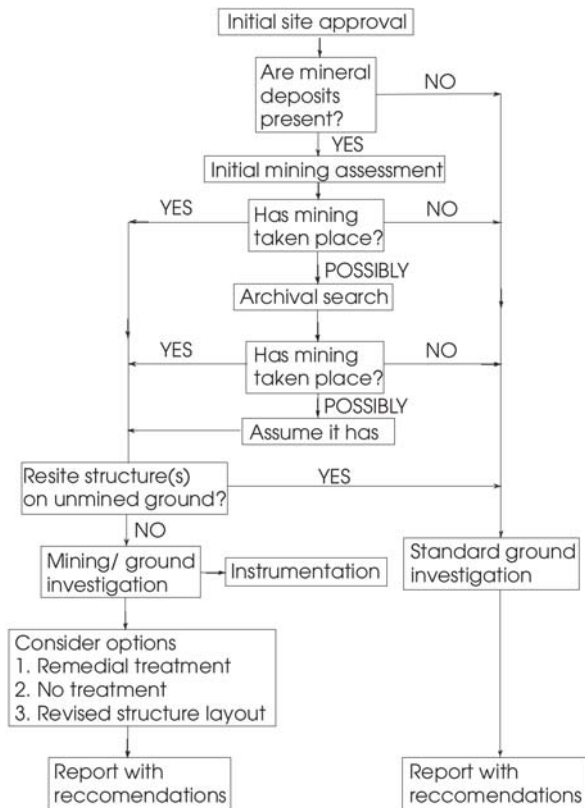 Initial site approval
Are mineral
deposits
present?
NO
YES
Initial mining assessment
YES
Has mining
taken place?
NO
POSSIBLY
Archival search
YES
Has mining
taken place?
NO
POSSIBLY
Assume it has
Resite structure(s)
on unmined ground?
YES
NO
Mining/ ground
investigation
Instrumentation
Standard ground
investigation
Consider options
1. Remedial treatment
2. No treatment
3. Revised structure layout
Report with
reccomendations
Report with
reccomendations